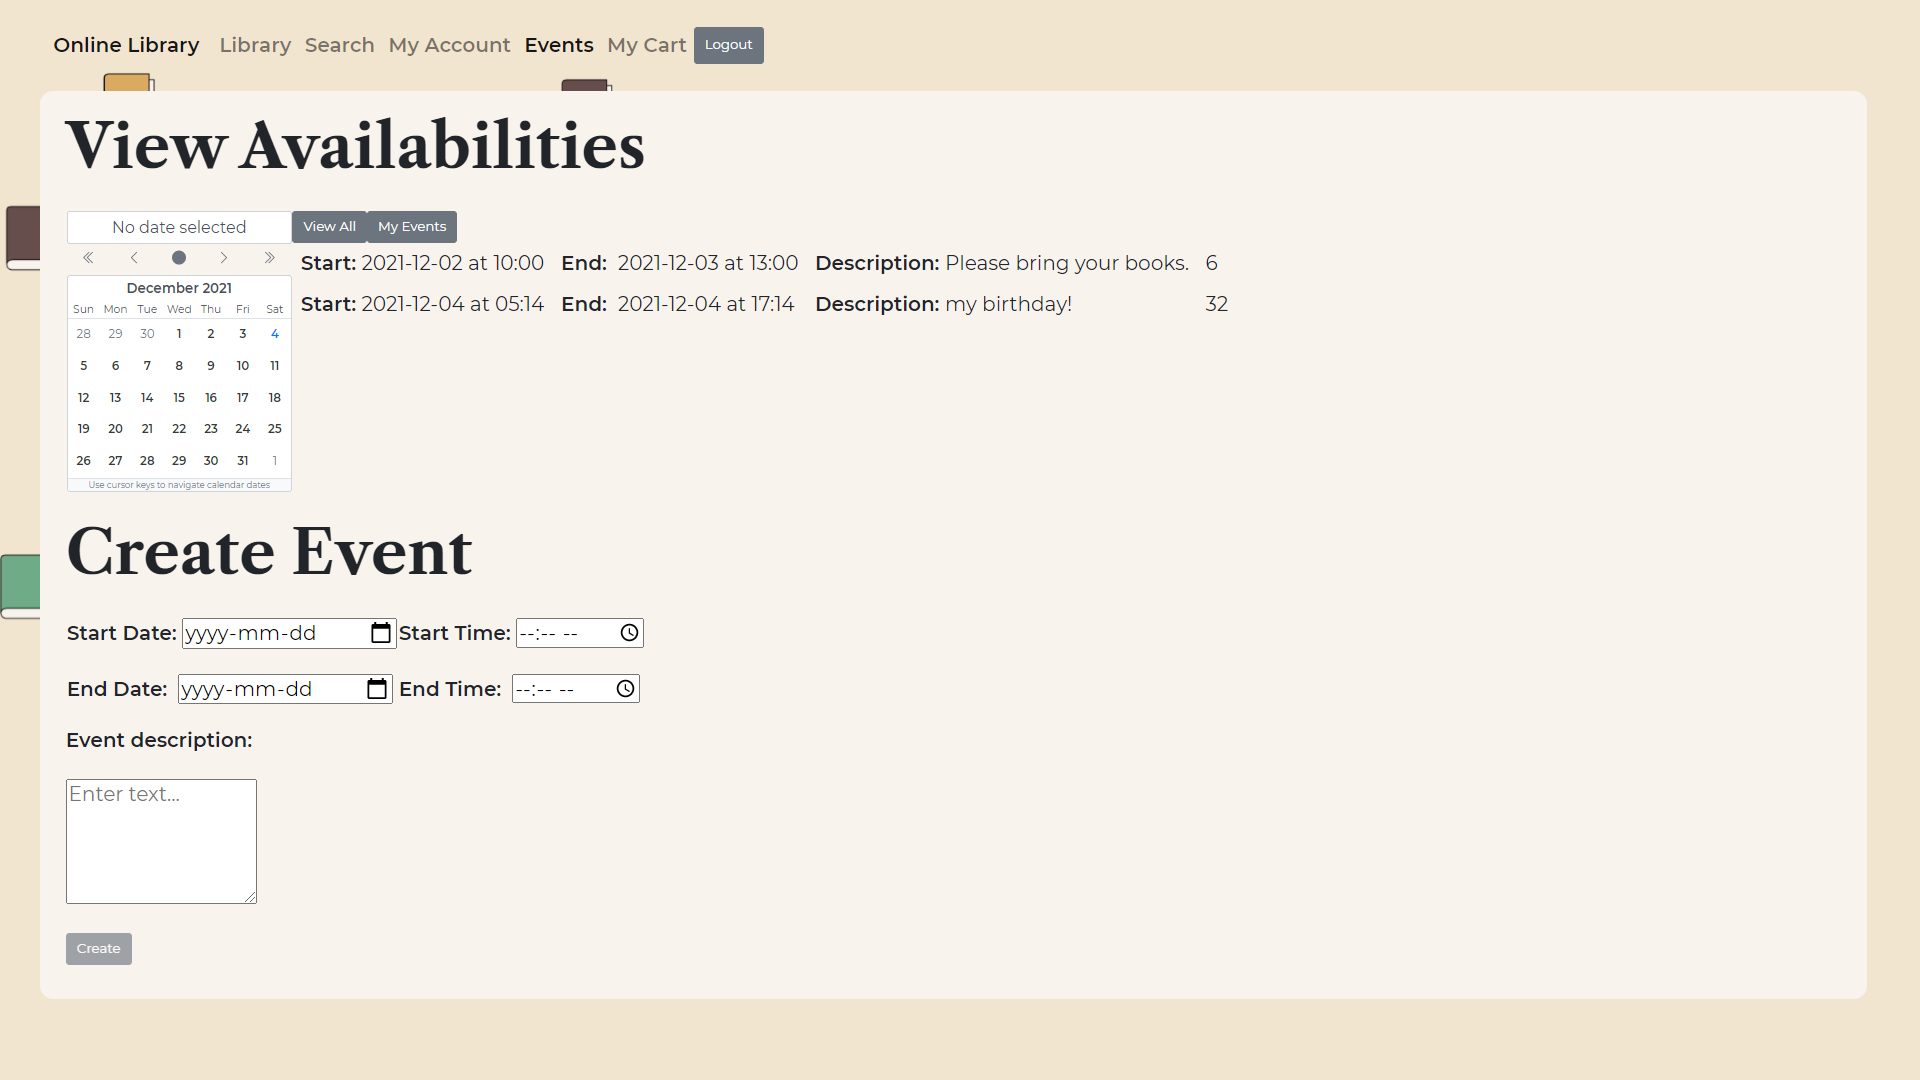 Online Library Library Search My Account Events My Cart Logout
View Availabilities
No date selected View All My Events
Start: 2021-12-02 at 10:00 End: 2021-12-03 at 13:00 Description: Please bring your books. 6
Start: 2021-12-04 at 05:14 End: 2021-12-04 at 17:14 Description: my birthday! 32
December 2021
Sun Mon Tue Wed Thu Fri Sat
28 29 30 1 2 3 4
5 6 7 8 9 10 11
12 13 14 15 16 17 18
19 20 21 22 23 24 25
26 27 28 29 30 31 1
Use cursor keys to navigate calendar dates
Create Event
Start Date: yyyy-mm-dd Start Time: --:-- --
End Date: yyyy-mm-dd End Time: --:-- --
Event description:
Enter text...
Create